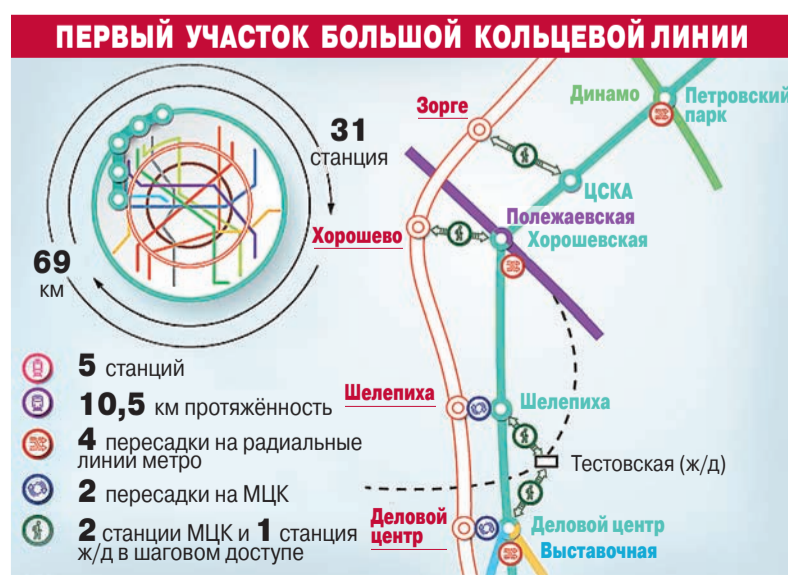 ПЕРВЫЙ УЧАСТОК БОЛЬШОЙ КОЛЬЦЕВОЙ ЛИНИИ
31
станция
69
км
5 станций
10,5 км протяжённость
4 пересадки на радиальные
линии метро
2 пересадки на МЦК
2 станции МЦК и 1 станция
ж/д в шаговом доступе
Зорге
Динамо
Петровский
парк
ЦСКА
Полежаевская
Хорошево
Хорошевская
Шелепиха
Шелепиха
Тестовская (ж/д)
Деловой
центр
Деловой центр
Выставочная